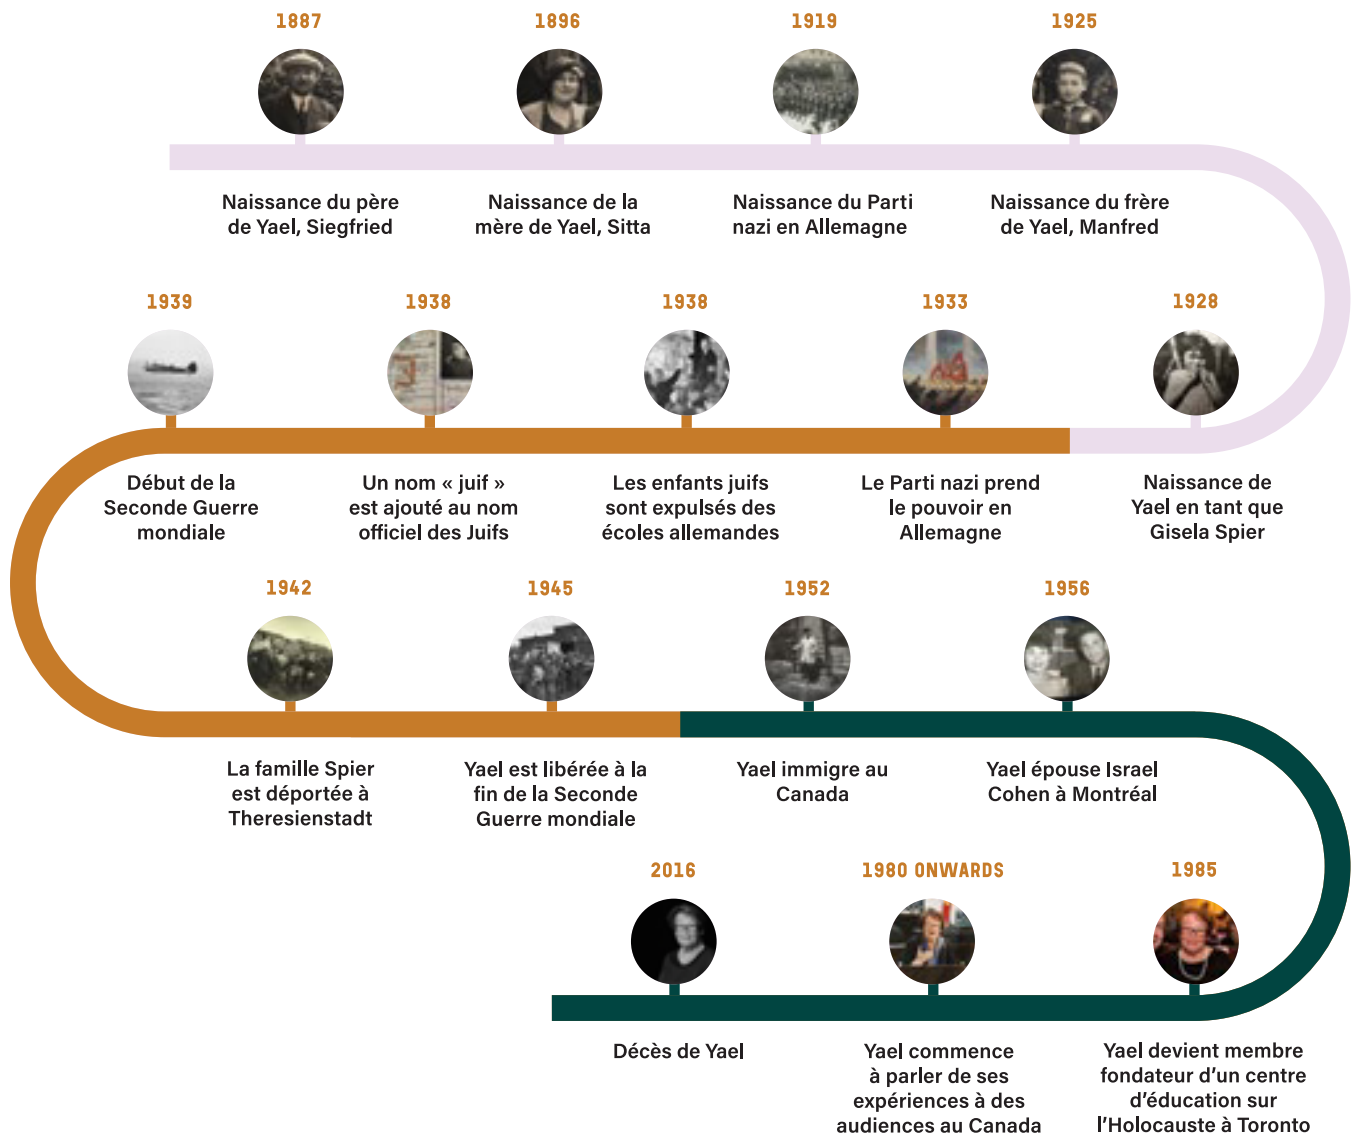 1887
Naissance du père
de Yael, Siegfried
1896
Naissance de la
mère de Yael, Sitta
1919
Naissance du Parti
nazi en Allemagne
1925
Naissance du frère
de Yael, Manfred
1928
Naissance de
Yael en tant que
Gisela Spier
1933
Le Parti nazi prend
le pouvoir en
Allemagne
1938
Les enfants juifs
sont expulsés des
écoles allemandes
1938
Un nom « juif »
est ajouté au nom
officiel des Juifs
1939
Début de la
Seconde Guerre
mondiale
1942
La famille Spier
est déportée à
Theresienstadt
1945
Yael est libérée à la
fin de la Seconde
Guerre mondiale
1952
Yael immigre au
Canada
1956
Yael épouse Israel
Cohen à Montréal
1985
Yael devient membre
fondateur d'un centre
d'éducation sur
l'Holocauste à Toronto
1980 ONWARDS
Yael commence
à parler de ses
expériences à des
audiences au Canada
2016
Décès de Yael